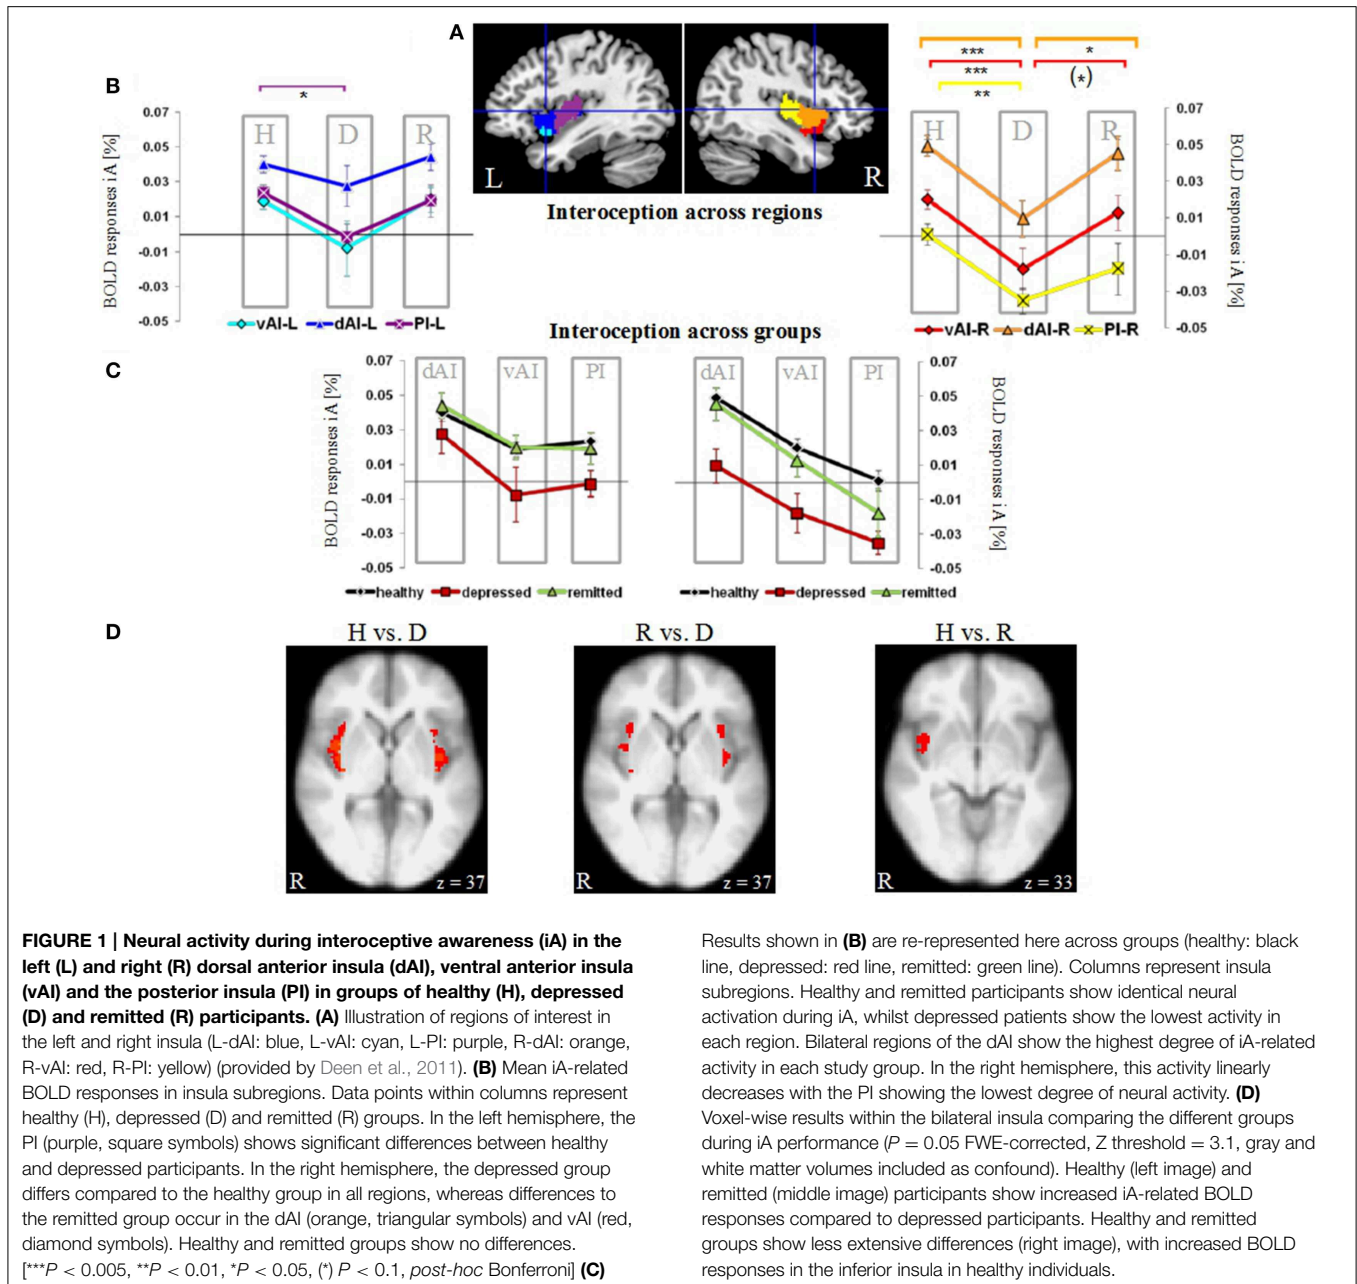 A
B
*
H D R
BOLD responses iA [%]
0.07
0.05
0.03
0.01
-0.01
-0.03
-0.05
vAI-L dAI-L PI-L
L R
Interoception across regions
*** *
*** (*)
**
H D R
0.07
0.05
0.03
0.01
-0.01
-0.03
-0.05
BOLD responses iA [%]
vAI-R dAI-R PI-R
Interoception across groups
C
BOLD responses iA [%]
0.07
0.05
0.03
0.01
-0.01
-0.03
-0.05
dAI vAI PI
healthy depressed remitted
dAI vAI PI
0.07
0.05
0.03
0.01
-0.01
-0.03
-0.05
BOLD responses iA [%]
healthy depressed remitted
D
H vs. D R vs. D H vs. R
R z = 37 R z = 37 R z = 33
FIGURE 1 | Neural activity during interoceptive awareness (iA) in the
left (L) and right (R) dorsal anterior insula (dAI), ventral anterior insula
(vAI) and the posterior insula (PI) in groups of healthy (H), depressed
(D) and remitted (R) participants. (A) Illustration of regions of interest in
the left and right insula (L-dAI: blue, L-vAI: cyan, L-PI: purple, R-dAI: orange,
R-vAI: red, R-PI: yellow) (provided by Deen et al., 2011). (B) Mean iA-related
BOLD responses in insula subregions. Data points within columns represent
healthy (H), depressed (D) and remitted (R) groups. In the left hemisphere, the
PI (purple, square symbols) shows significant differences between healthy
and depressed participants. In the right hemisphere, the depressed group
differs compared to the healthy group in all regions, whereas differences to
the remitted group occur in the dAI (orange, triangular symbols) and vAI (red,
diamond symbols). Healthy and remitted groups show no differences.
[***P < 0.005, **P < 0.01, *P < 0.05, (*) P < 0.1, post-hoc Bonferroni] (C)
Results shown in (B) are re-represented here across groups (healthy: black
line, depressed: red line, remitted: green line). Columns represent insula
subregions. Healthy and remitted participants show identical neural
activation during iA, whilst depressed patients show the lowest activity in
each region. Bilateral regions of the dAI show the highest degree of iA-related
activity in each study group. In the right hemisphere, this activity linearly
decreases with the PI showing the lowest degree of neural activity. (D)
Voxel-wise results within the bilateral insula comparing the different groups
during iA performance (P = 0.05 FWE-corrected, Z threshold = 3.1, gray and
white matter volumes included as confound). Healthy (left image) and
remitted (middle image) participants show increased iA-related BOLD
responses compared to depressed participants. Healthy and remitted
groups show less extensive differences (right image), with increased BOLD
responses in the inferior insula in healthy individuals.